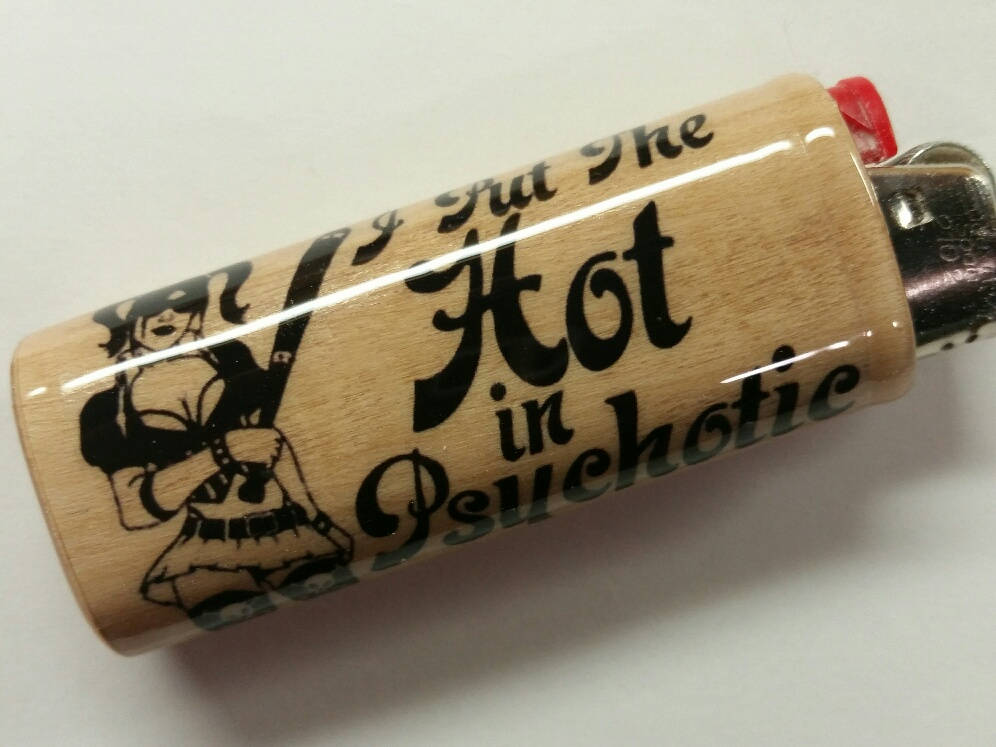 I Put The
Hot
in
Psychotic